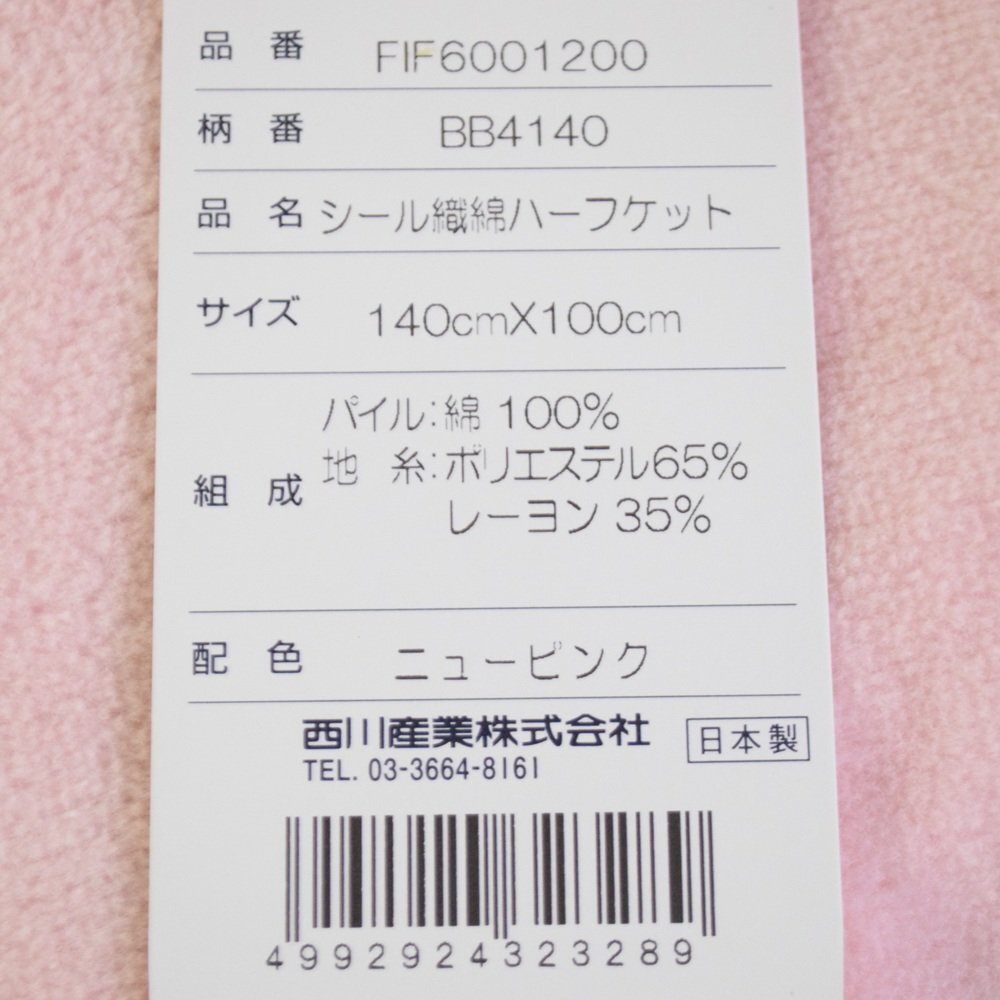 品番 FIF6001200
柄番 BB4140
品名 シール織綿ハーフケット
サイズ 140cmX100cm
組成 パイル:綿 100%
地糸:ポリエステル65%
レーヨン 35%
配色 ニューピンク
西川産業株式会社 日本製
TEL. 03-3664-8161
4992924323289